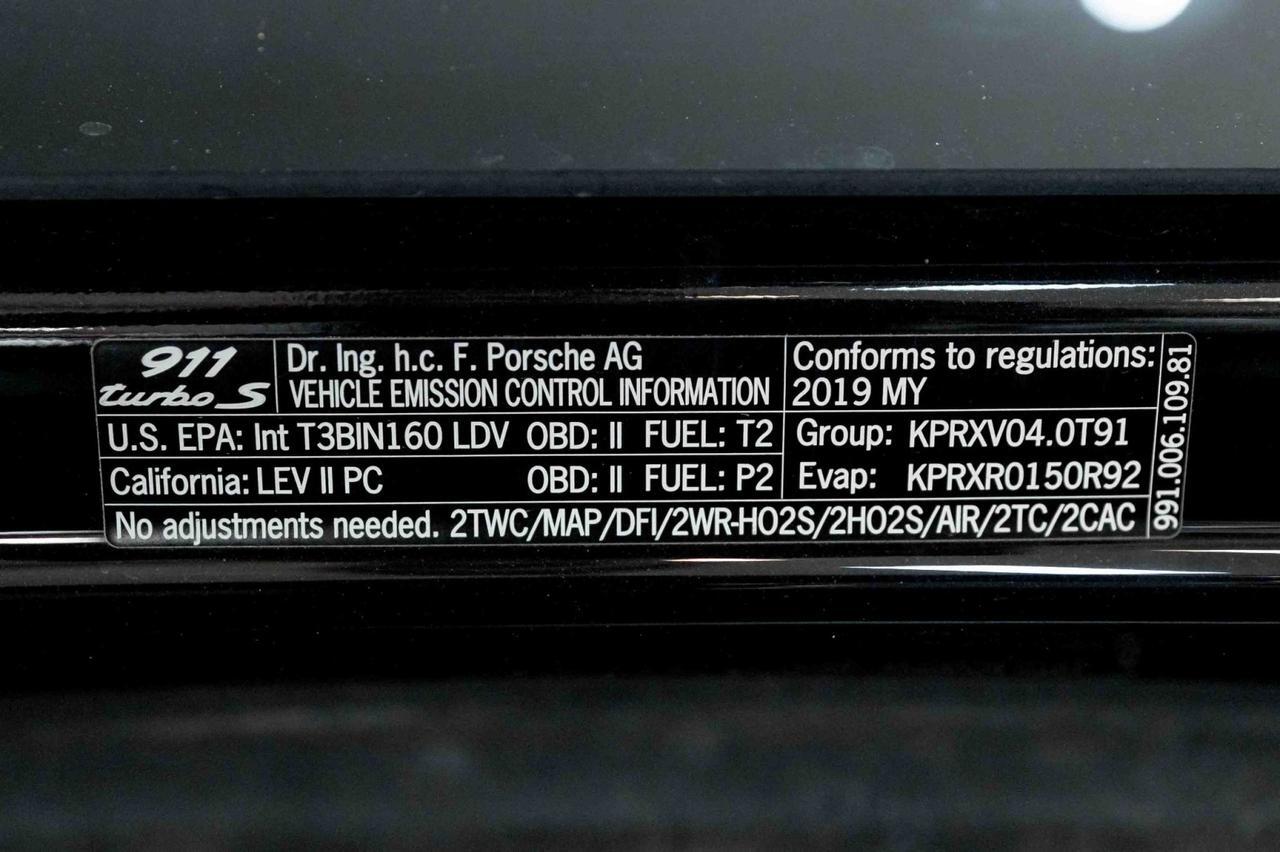 911
turbo S
Dr. Ing. h.c. F. Porsche AG
VEHICLE EMISSION CONTROL INFORMATION
Conforms to regulations:
2019 MY
U.S. EPA: Int T3BIN160 LDV OBD: II FUEL: T2
California: LEV II PC OBD: II FUEL: P2
Group: KPRXV04.0T91
Evap: KPRXR0150R92
No adjustments needed. 2TWC/MAP/DFI/2WR-HO2S/2HO2S/AIR/2TC/2CAC
991.006.109.81